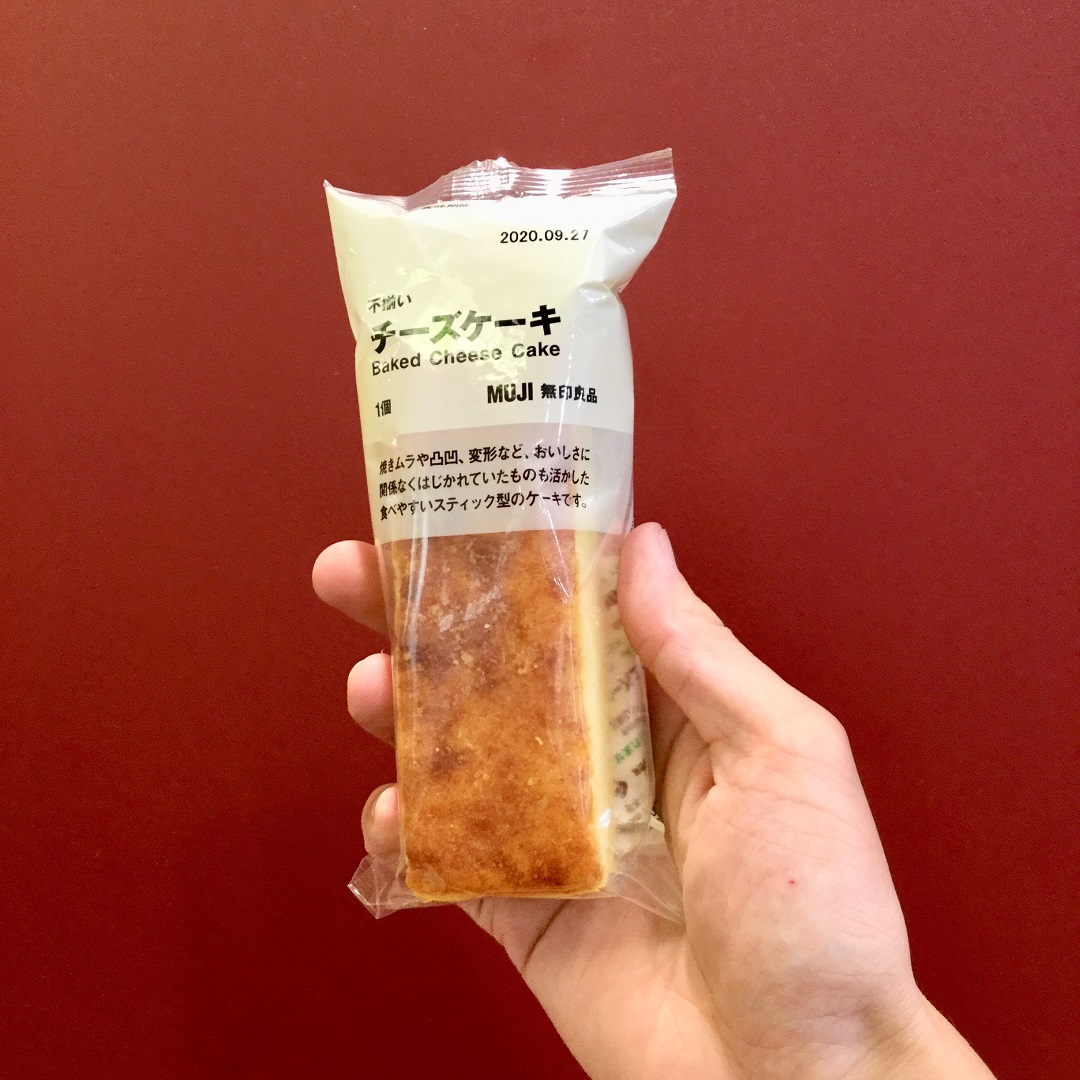 2020.09.27
不揃い
チーズケーキ
Baked Cheese Cake
1個
MUJI 無印良品
焼きムラや凸凹、変形など、おいしさに
関係なくはじかれていたものも活かした
食べやすいスティック型のケーキです。